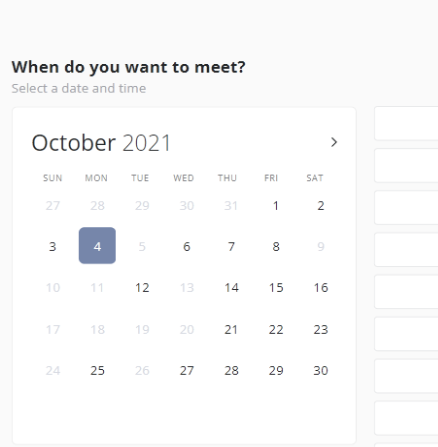 When do you want to meet?
Select a date and time
October 2021
SUN MON TUE WED THU FRI SAT
27 28 29 30 31 1 2
3 4 5 6 7 8 9
10 11 12 13 14 15 16
17 18 19 20 21 22 23
24 25 26 27 28 29 30